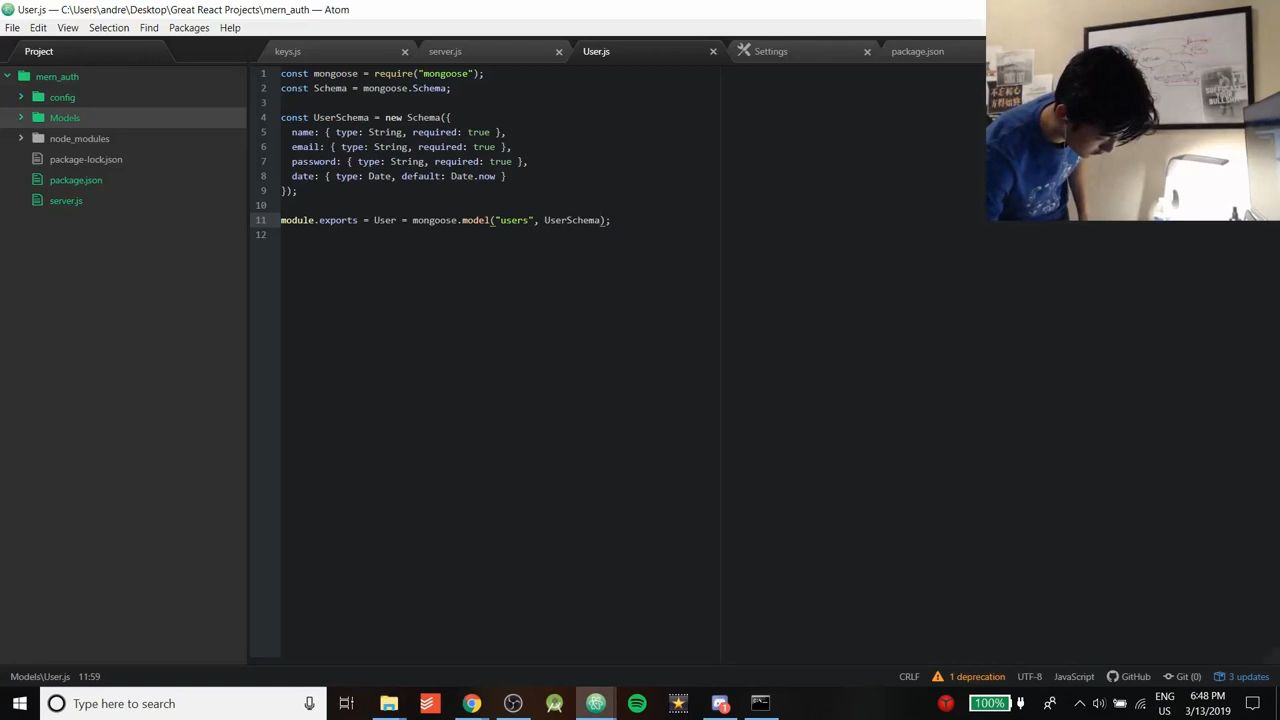 User.js — C:\Users\andre\Desktop\Great React Projects\mern_auth — Atom
File Edit View Selection Find Packages Help
Project
keys.js
server.js
User.js
Settings
package.json
mern_auth
config
Models
node_modules
package-lock.json
package.json
server.js
1 const mongoose = require("mongoose");
2 const Schema = mongoose.Schema;
3
4 const UserSchema = new Schema({
5 name: { type: String, required: true },
6 email: { type: String, required: true },
7 password: { type: String, required: true },
8 date: { type: Date, default: Date.now }
9 });
10
11 module.exports = User = mongoose.model("users", UserSchema);
12
SUFFOCATE
YOUR
BULLSHIT
Models\User.js 11:59
CRLF 1 deprecation UTF-8 JavaScript GitHub Git (0) 3 updates
Type here to search
100%
ENG
US
6:48 PM
3/13/2019